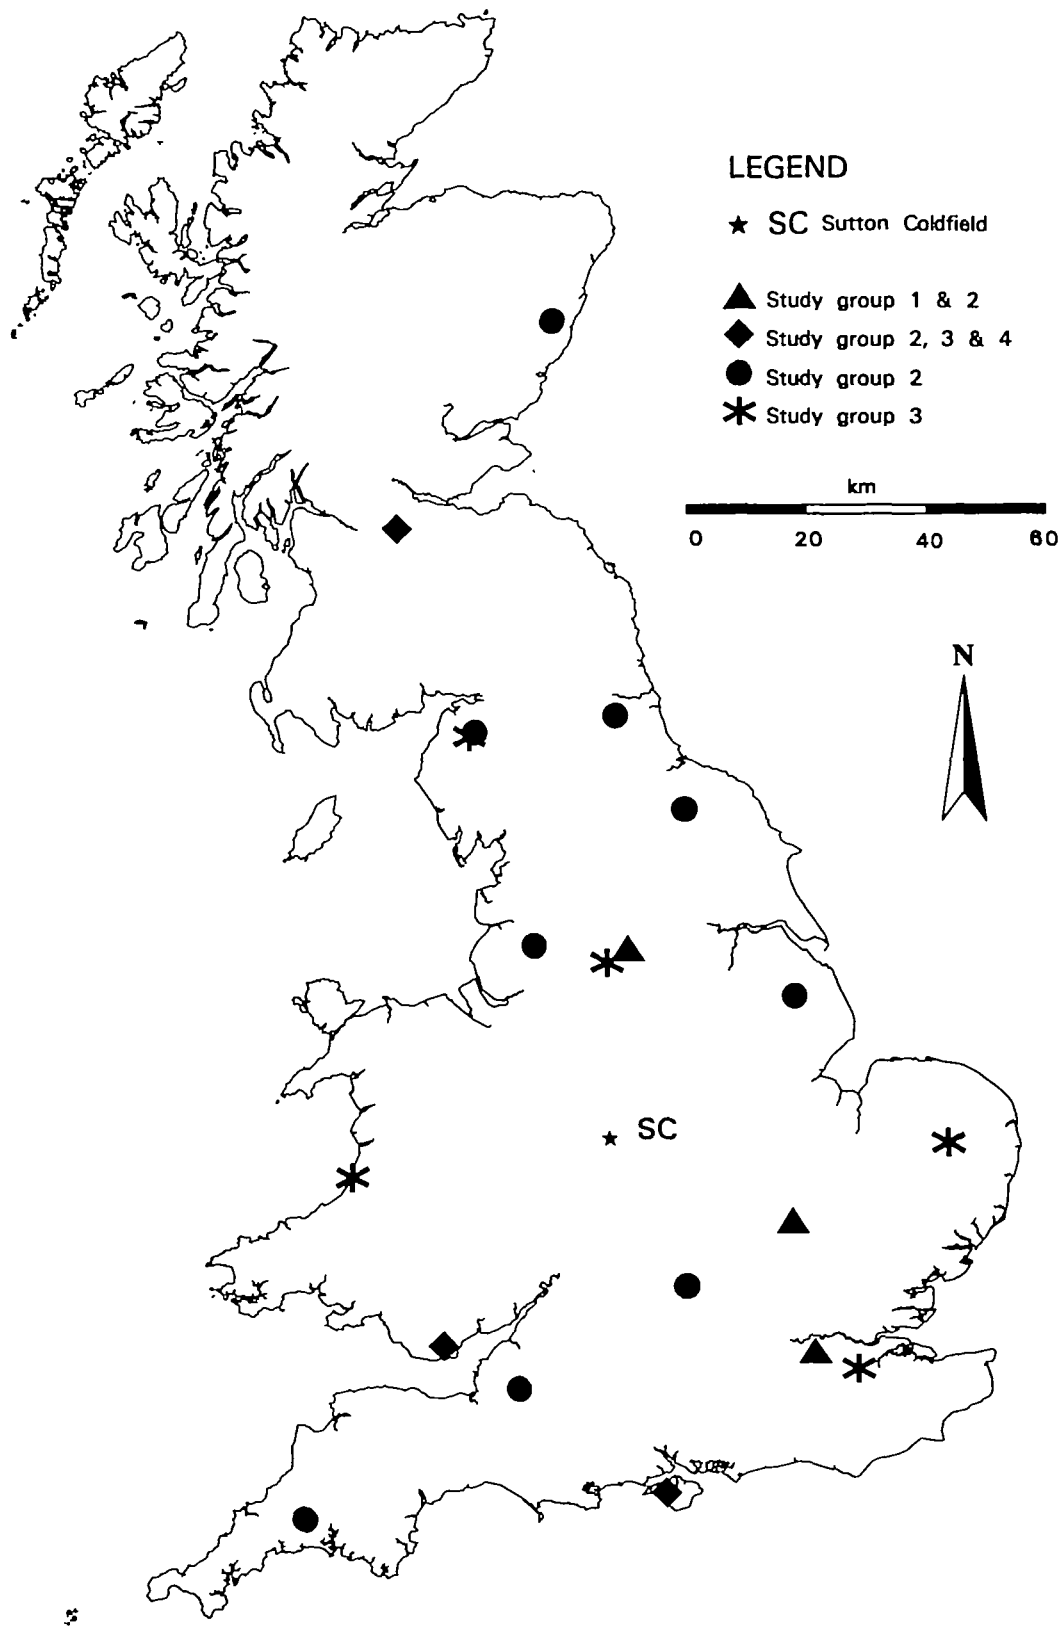 LEGEND
SC Sutton Coldfield
Study group 1 & 2
Study group 2, 3 & 4
Study group 2
Study group 3
km
0 20 40 60
N
SC